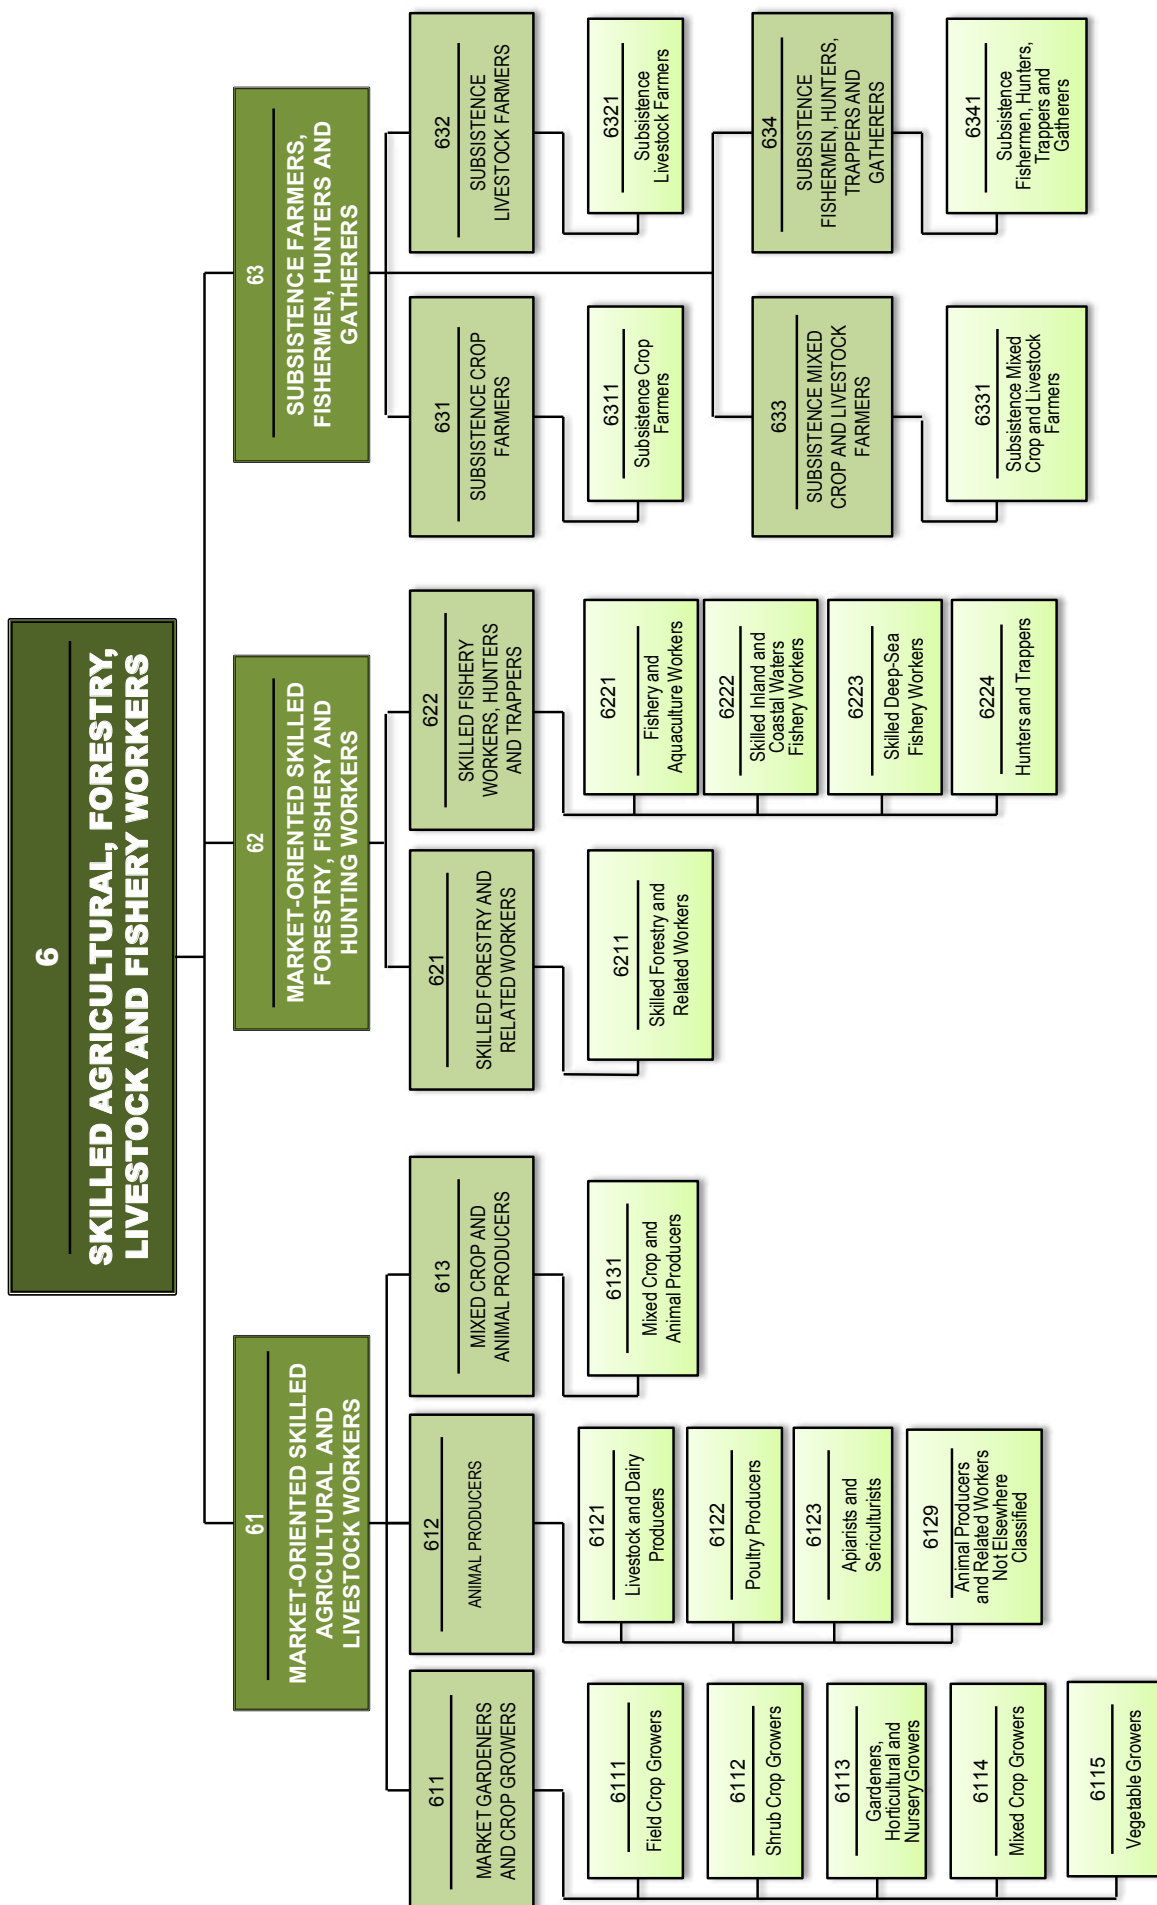 6
SKILLED AGRICULTURAL, FORESTRY,
LIVESTOCK AND FISHERY WORKERS
61
MARKET-ORIENTED SKILLED
AGRICULTURAL AND
LIVESTOCK WORKERS
62
MARKET-ORIENTED SKILLED
FORESTRY, FISHERY AND
HUNTING WORKERS
63
SUBSISTENCE FARMERS,
FISHERMEN, HUNTERS AND
GATHERERS
611
MARKET GARDENERS
AND CROP GROWERS
612
ANIMAL PRODUCERS
613
MIXED CROP AND
ANIMAL PRODUCERS
621
SKILLED FORESTRY AND
RELATED WORKERS
622
SKILLED FISHERY
WORKERS, HUNTERS
AND TRAPPERS
631
SUBSISTENCE CROP
FARMERS
632
SUBSISTENCE
LIVESTOCK FARMERS
6111
Field Crop Growers
6112
Shrub Crop Growers
6113
Gardeners,
Horticultural and
Nursery Growers
6114
Mixed Crop Growers
6115
Vegetable Growers
6121
Livestock and Dairy
Producers
6122
Poultry Producers
6123
Apiarists and
Sericulturists
6129
Animal Producers
and Related Workers
Not Elsewhere
Classified
6131
Mixed Crop and
Animal Producers
6211
Skilled Forestry and
Related Workers
6221
Fishery and
Aquaculture Workers
6222
Skilled Inland and
Coastal Waters
Fishery Workers
6223
Skilled Deep-Sea
Fishery Workers
6224
Hunters and Trappers
6311
Subsistence Crop
Farmers
6321
Subsistence
Livestock Farmers
633
SUBSISTENCE MIXED
CROP AND LIVESTOCK
FARMERS
634
SUBSISTENCE
FISHERMEN, HUNTERS,
TRAPPERS AND
GATHERERS
6331
Subsistence Mixed
Crop and Livestock
Farmers
6341
Subsistence
Fishermen, Hunters,
Trappers and
Gatherers